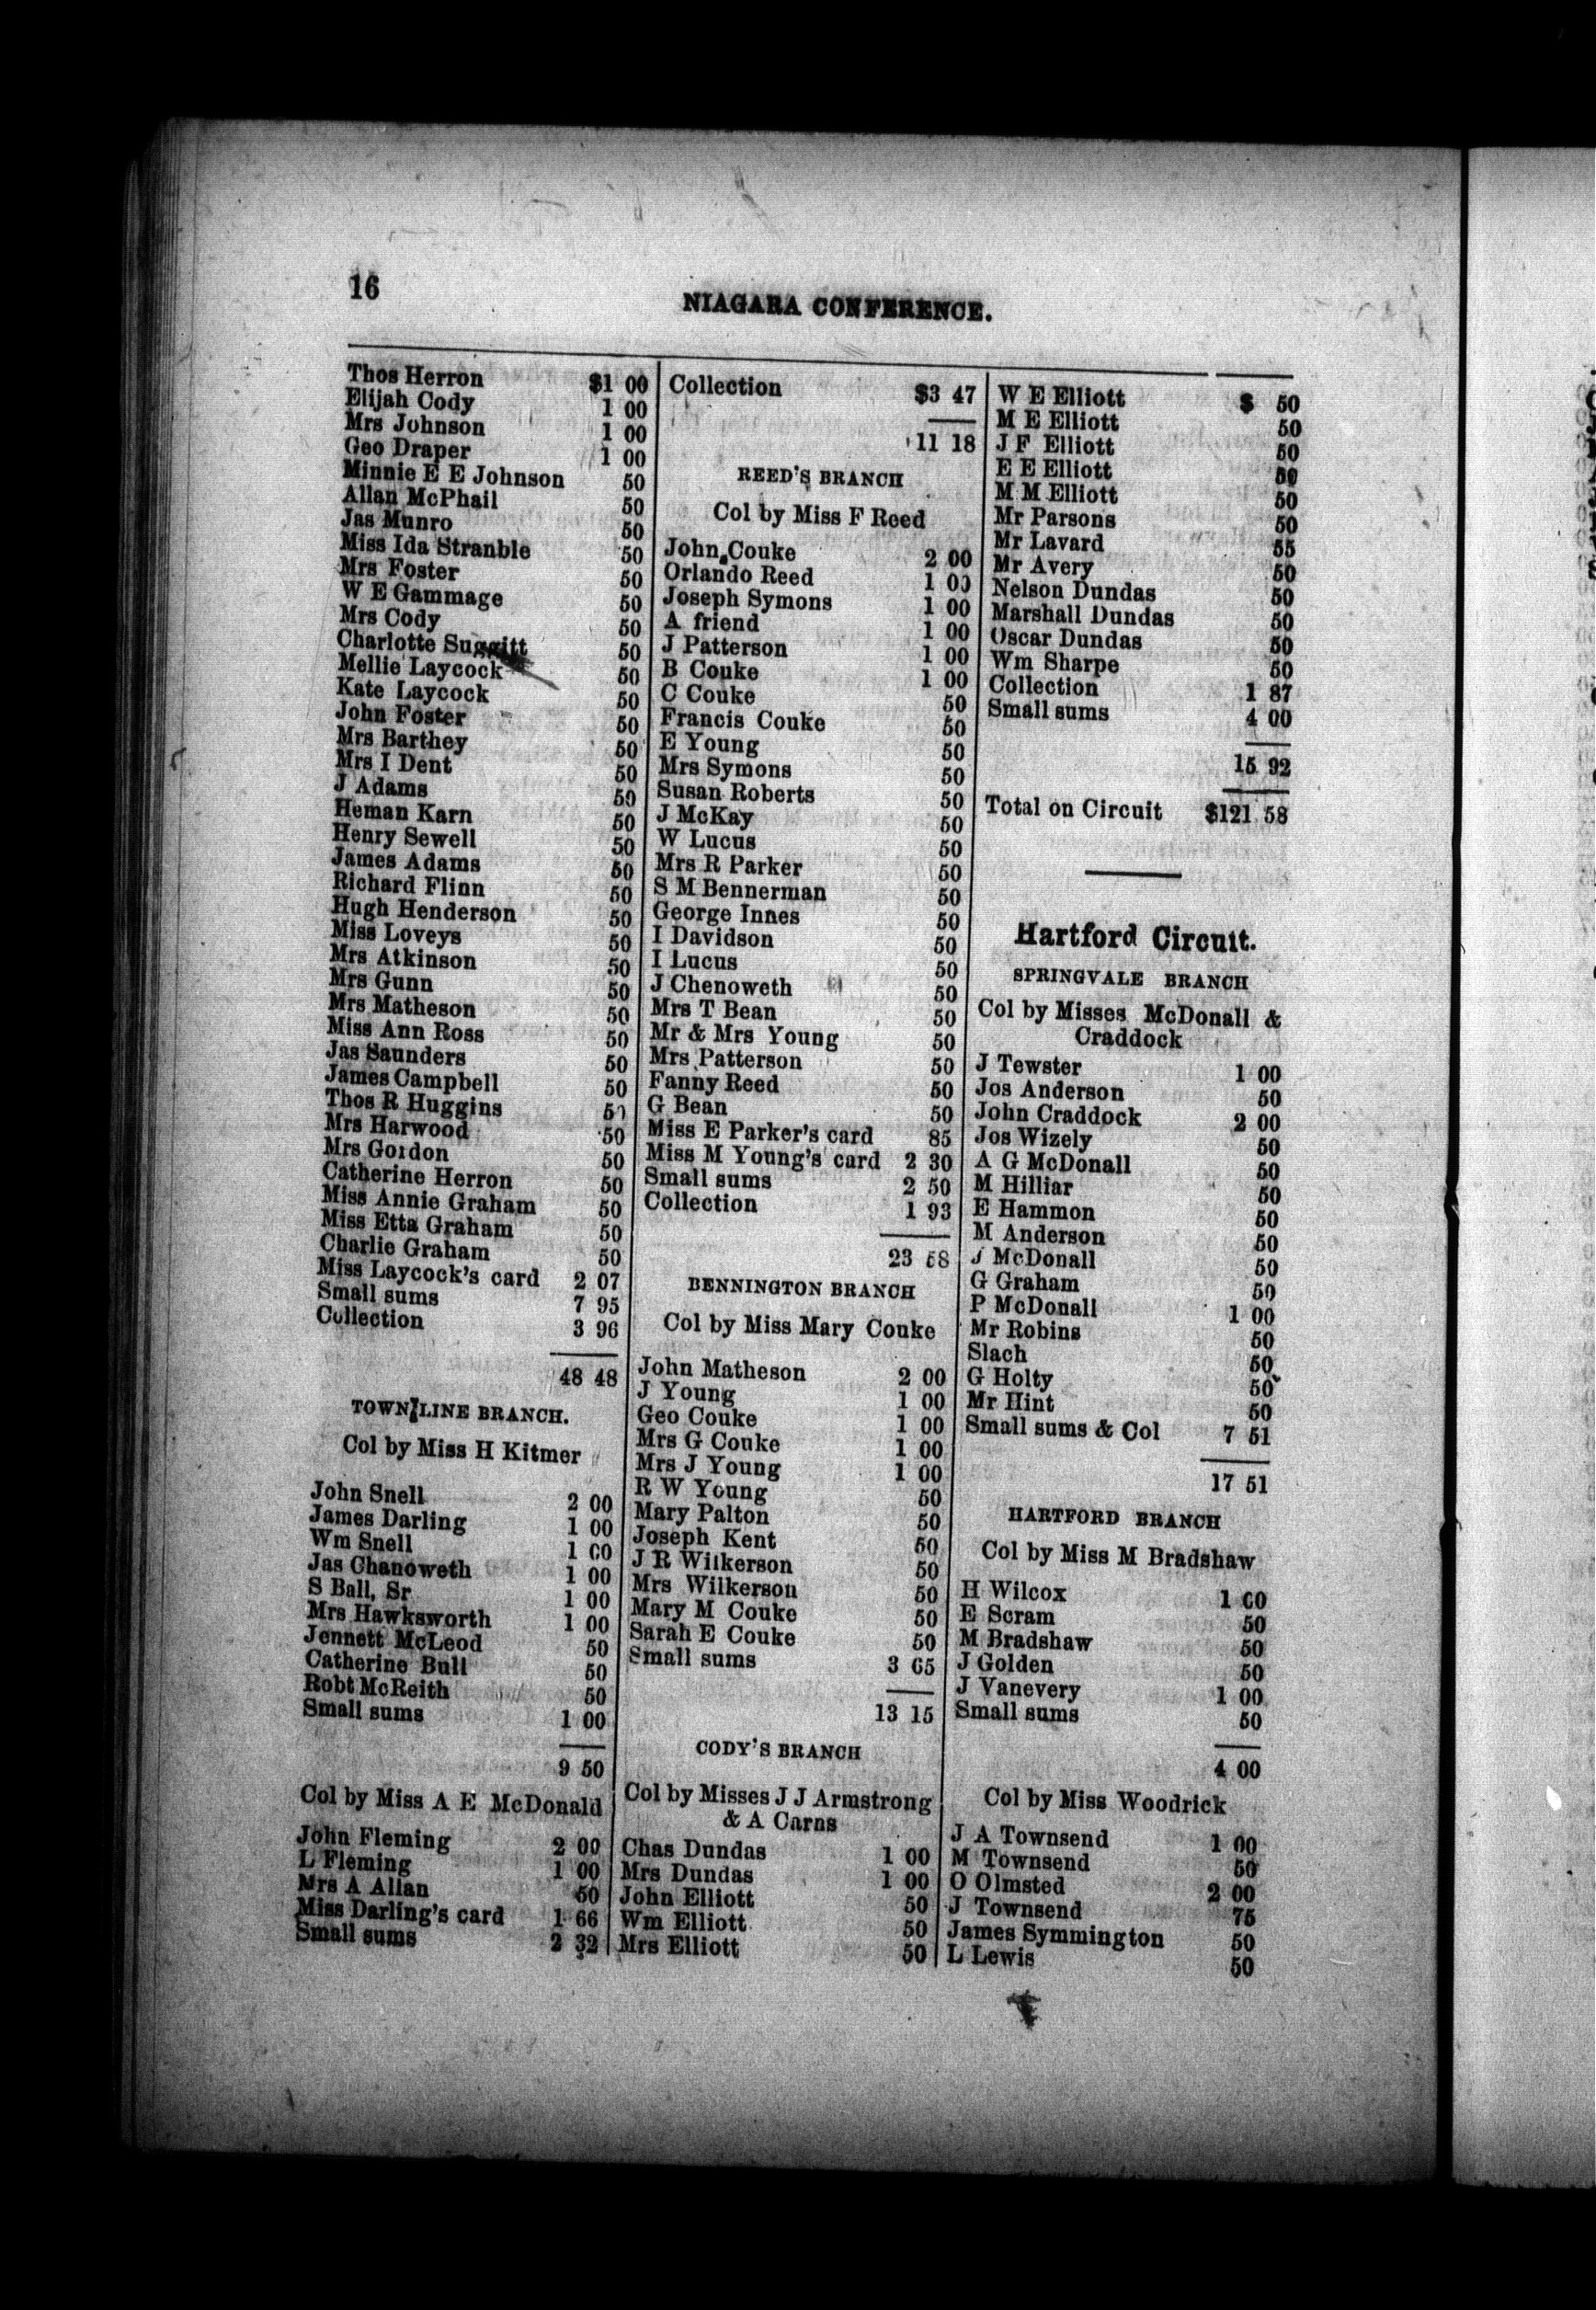 16
NIAGARA CONFERENCE.
Thos Herron $1 00
Elijah Cody 1 00
Mrs Johnson 1 00
Geo Draper 1 00
Minnie E E Johnson 50
Allan McPhail 50
Jas Munro 50
Miss Ida Stranble 50
Mrs Foster 50
W E Gammage 50
Mrs Cody 50
Charlotte Suggitt 50
Mellie Laycock 50
Kate Laycock 50
John Foster 50
Mrs Barthey 50
Mrs I Dent 50
J Adams 50
Heman Karn 50
Henry Sewell 50
James Adams 50
Richard Flinn 50
Hugh Henderson 50
Miss Loveys 50
Mrs Atkinson 50
Mrs Gunn 50
Mrs Matheson 50
Miss Ann Ross 50
Jas Saunders 50
James Campbell 50
Thos R Huggins 50
Mrs Harwood 50
Mrs Gordon 50
Catherine Herron 50
Miss Annie Graham 50
Miss Etta Graham 50
Charlie Graham 50
Miss Laycock's card 2 07
Small sums 7 95
Collection 3 96
48 48
TOWN LINE BRANCH.
Col by Miss H Kitmer
John Snell 2 00
James Darling 1 00
Wm Snell 1 00
Jas Chanoweth 1 00
S Ball, Sr 1 00
Mrs Hawksworth 1 00
Jennett McLeod 50
Catherine Bull 50
Robt McReith 50
Small sums 1 00
9 50
Col by Miss A E McDonald
John Fleming 2 00
L Fleming 1 00
Mrs A Allan 50
Miss Darling's card 1 66
Small sums 2 32
Collection $3 47
11 18
REED'S BRANCH
Col by Miss F Reed
John Couke 2 00
Orlando Reed 1 00
Joseph Symons 1 00
A friend 1 00
J Patterson 1 00
B Couke 1 00
C Couke 50
Francis Couke 50
E Young 50
Mrs Symons 50
Susan Roberts 50
J McKay 50
W Lucus 50
Mrs R Parker 50
S M Bennerman 50
George Innes 50
I Davidson 50
I Lucus 50
J Chenoweth 50
Mrs T Bean 50
Mr & Mrs Young 50
Mrs Patterson 50
Fanny Reed 50
G Bean 50
Miss E Parker's card 85
Miss M Young's card 2 30
Small sums 2 50
Collection 1 93
23 58
BENNINGTON BRANCH
Col by Miss Mary Couke
John Matheson 2 00
J Young 1 00
Geo Couke 1 00
Mrs G Couke 1 00
Mrs J Young 1 00
R W Young 50
Mary Palton 50
Joseph Kent 50
J R Wilkerson 50
Mrs Wilkerson 50
Mary M Couke 50
Sarah E Couke 50
Small sums 3 65
13 15
CODY'S BRANCH
Col by Misses J J Armstrong
& A Carns
Chas Dundas 1 00
Mrs Dundas 1 00
John Elliott 50
Wm Elliott 50
Mrs Elliott 50
W E Elliott $ 50
M E Elliott 50
J F Elliott 50
E E Elliott 50
M M Elliott 50
Mr Parsons 50
Mr Lavard 55
Mr Avery 50
Nelson Dundas 50
Marshall Dundas 50
Oscar Dundas 50
Wm Sharpe 50
Collection 1 87
Small sums 4 00
15 92
Total on Circuit $121 58
Hartford Circuit.
SPRINGVALE BRANCH
Col by Misses McDonall &
Craddock
J Tewster 1 00
Jos Anderson 50
John Craddock 2 00
Jos Wizely 50
A G McDonall 50
M Hilliar 50
E Hammon 50
M Anderson 50
J McDonall 50
G Graham 50
P McDonall 1 00
Mr Robins 50
Slach 50
G Holty 50
Mr Hint 50
Small sums & Col 7 51
17 51
HARTFORD BRANCH
Col by Miss M Bradshaw
H Wilcox 1 00
E Scram 50
M Bradshaw 50
J Golden 50
J Vanevery 1 00
Small sums 50
4 00
Col by Miss Woodrick
J A Townsend 1 00
M Townsend 50
O Olmsted 2 00
J Townsend 75
James Symmington 50
L Lewis 50